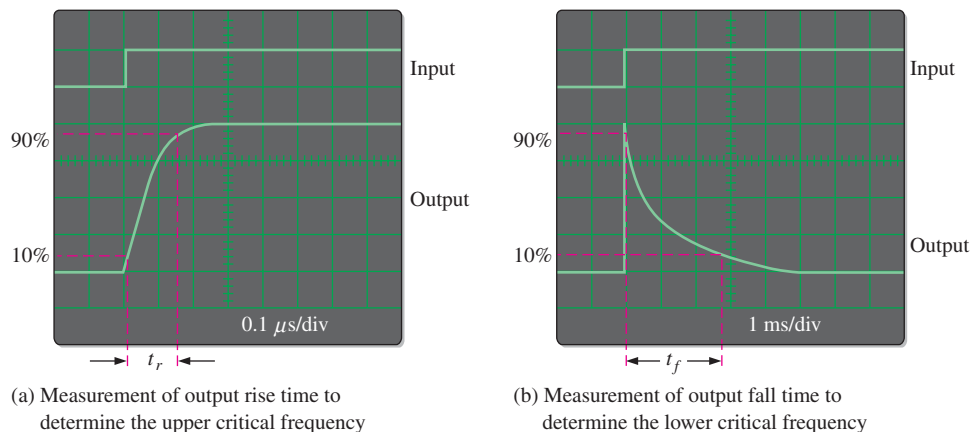 Input
90%
Output
10%
0.1 μs/div
t_r
(a) Measurement of output rise time to
determine the upper critical frequency
Input
90%
10%
Output
1 ms/div
t_f
(b) Measurement of output fall time to
determine the lower critical frequency